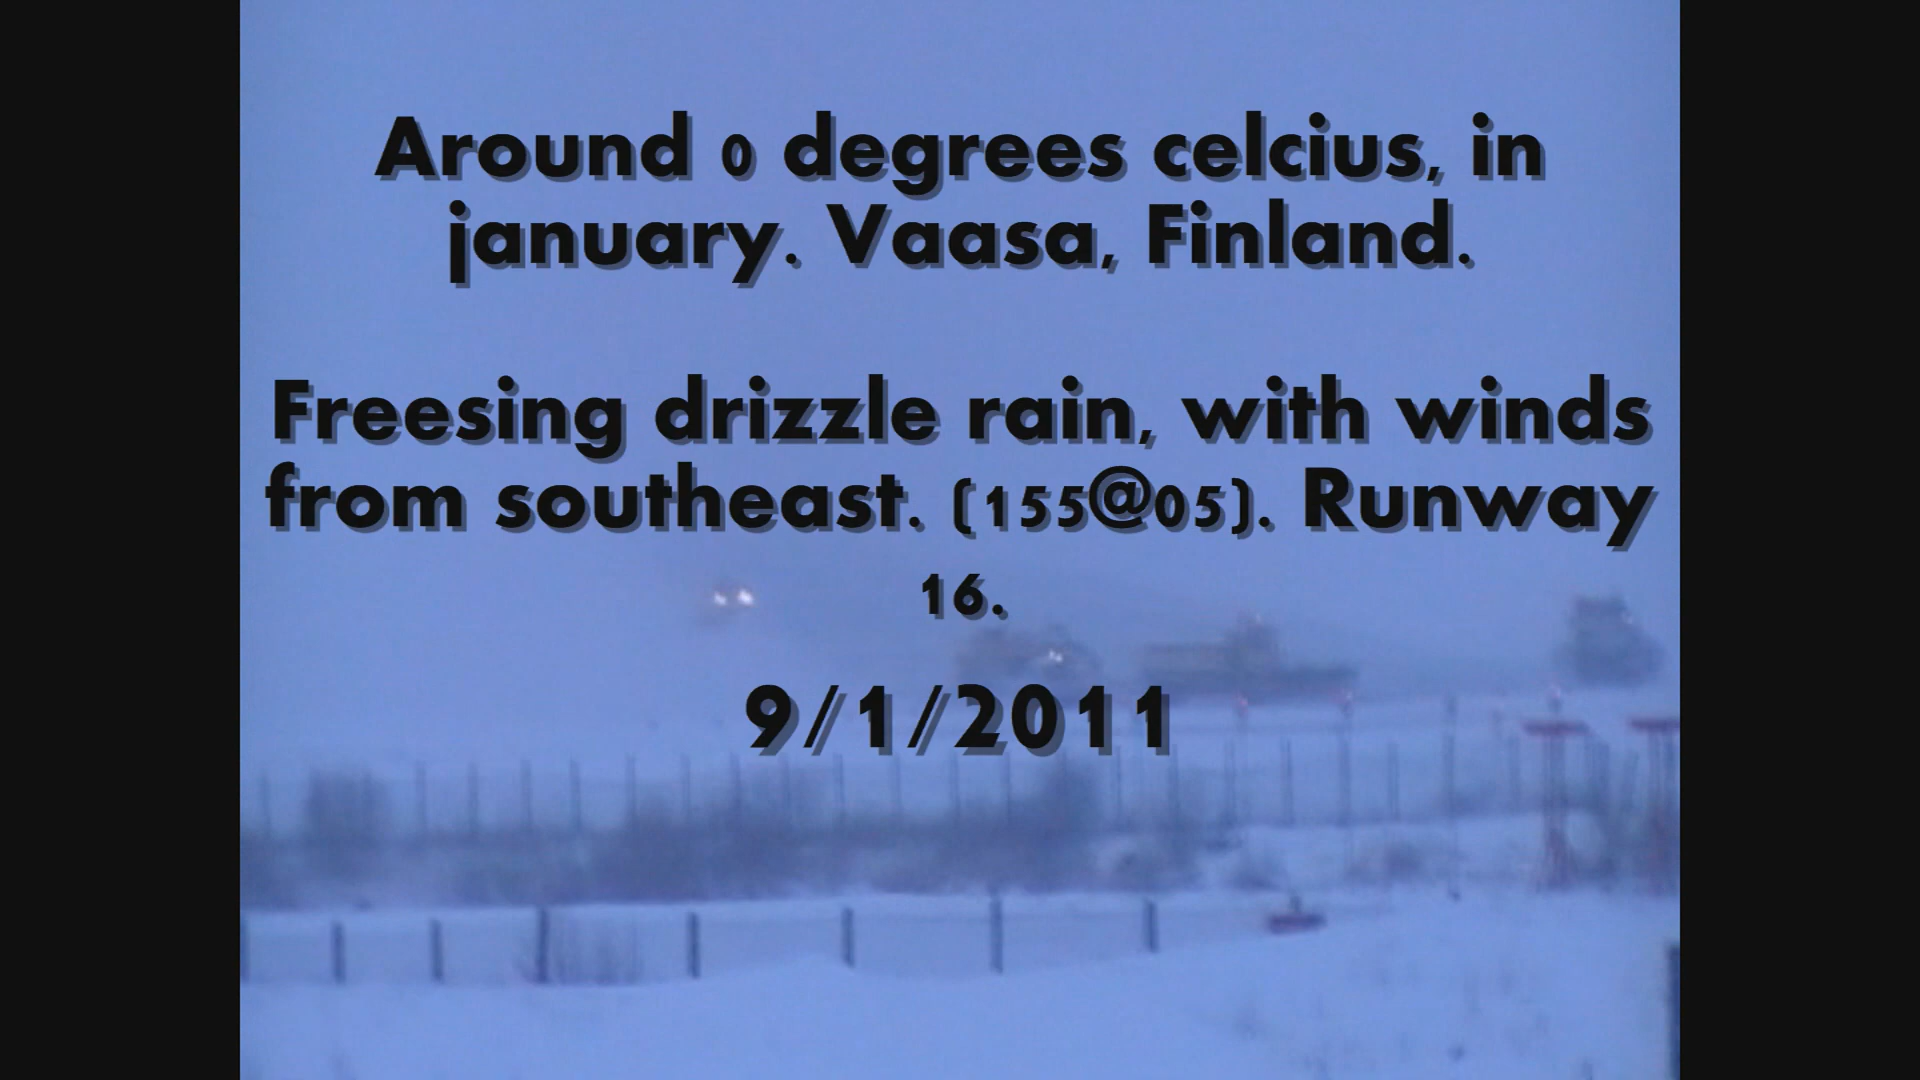 Around 0 degrees celcius, in
january. Vaasa, Finland.
Freesing drizzle rain, with winds
from southeast. (155@05). Runway
16.
9/1/2011